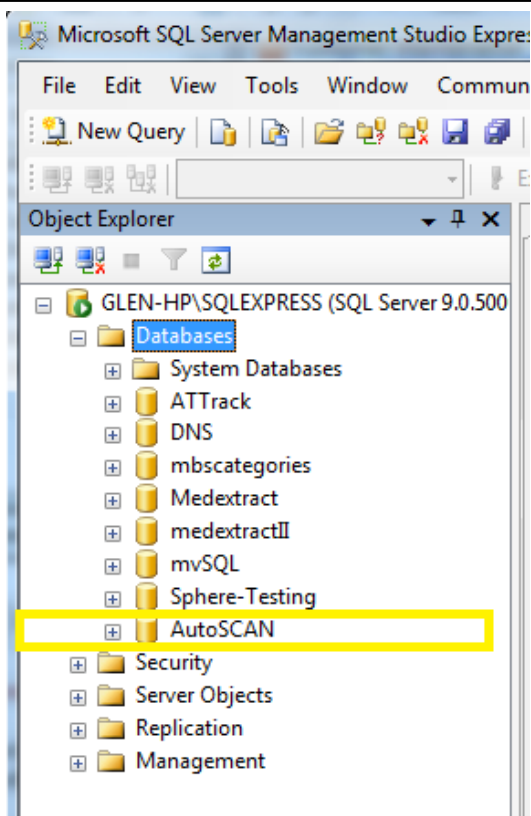 Microsoft SQL Server Management Studio Expre
File Edit View Tools Window Commun
New Query
Object Explorer
GLEN-HP\SQLEXPRESS (SQL Server 9.0.500
Databases
System Databases
ATTrack
DNS
mbscategories
Medextract
medextractII
mvSQL
Sphere-Testing
AutoSCAN
Security
Server Objects
Replication
Management